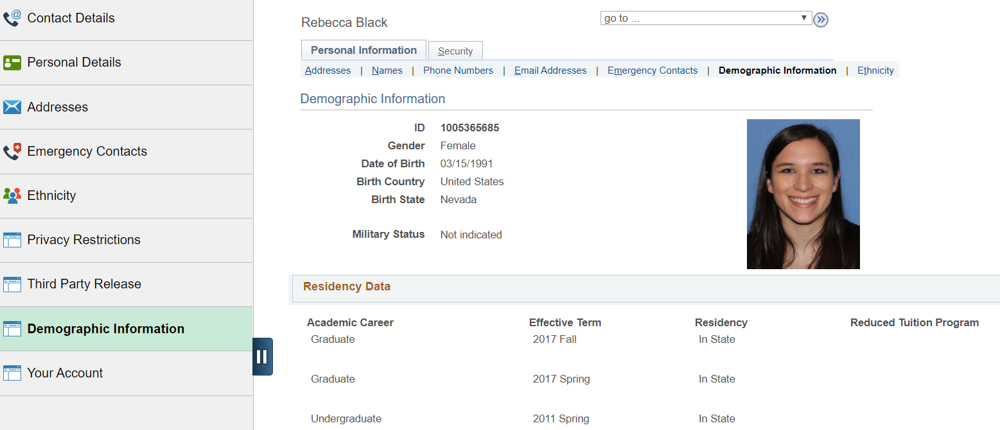 Contact Details
Personal Details
Addresses
Emergency Contacts
Ethnicity
Privacy Restrictions
Third Party Release
Demographic Information
Your Account
Rebecca Black
go to ...
Personal Information
Security
Addresses | Names | Phone Numbers | Email Addresses | Emergency Contacts | Demographic Information | Ethnicity
Demographic Information
ID 1005365685
Gender Female
Date of Birth 03/15/1991
Birth Country United States
Birth State Nevada
Military Status Not indicated
Residency Data
Academic Career Effective Term Residency Reduced Tuition Program
Graduate 2017 Fall In State
Graduate 2017 Spring In State
Undergraduate 2011 Spring In State